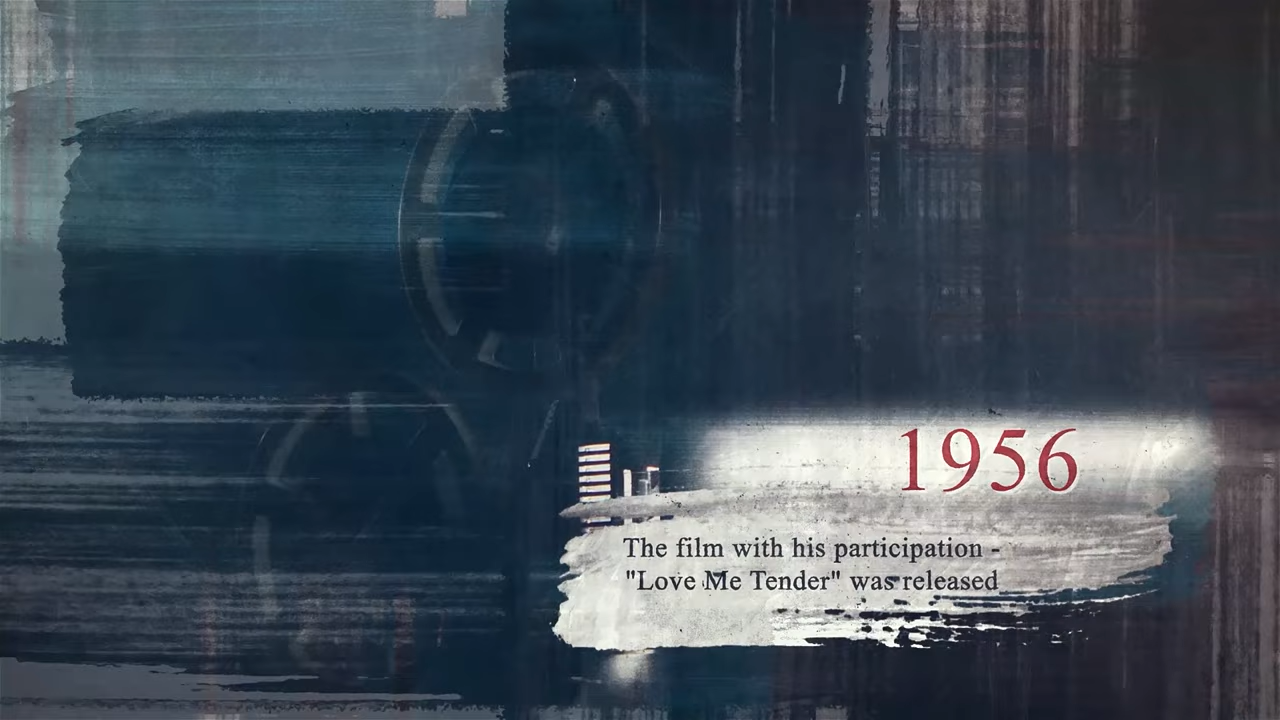 1956
The film with his participation -
"Love Me Tender" was released